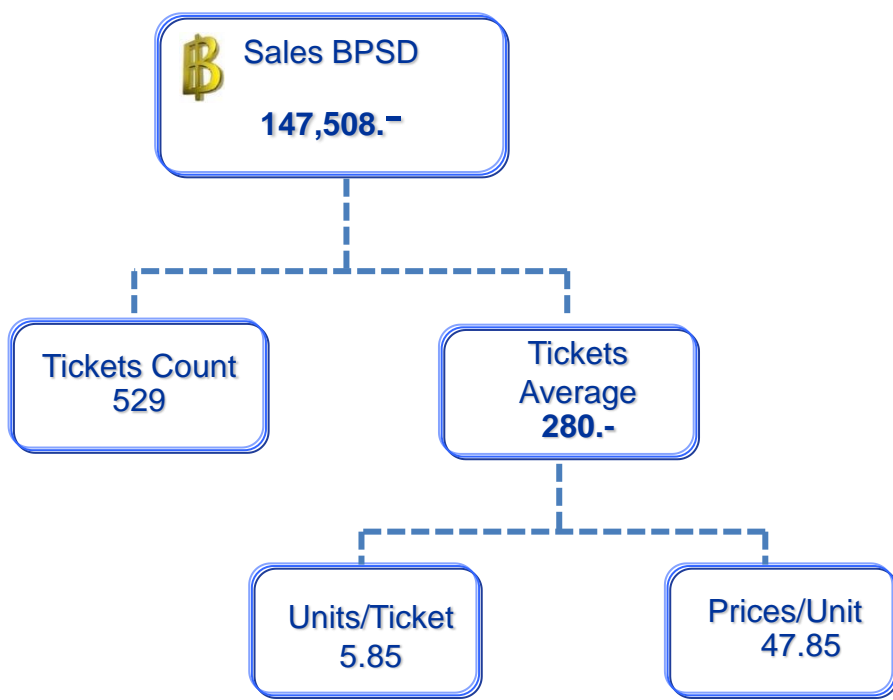 Sales BPSD
147,508.-
Tickets Count
529
Tickets
Average
280.-
Units/Ticket
5.85
Prices/Unit
47.85